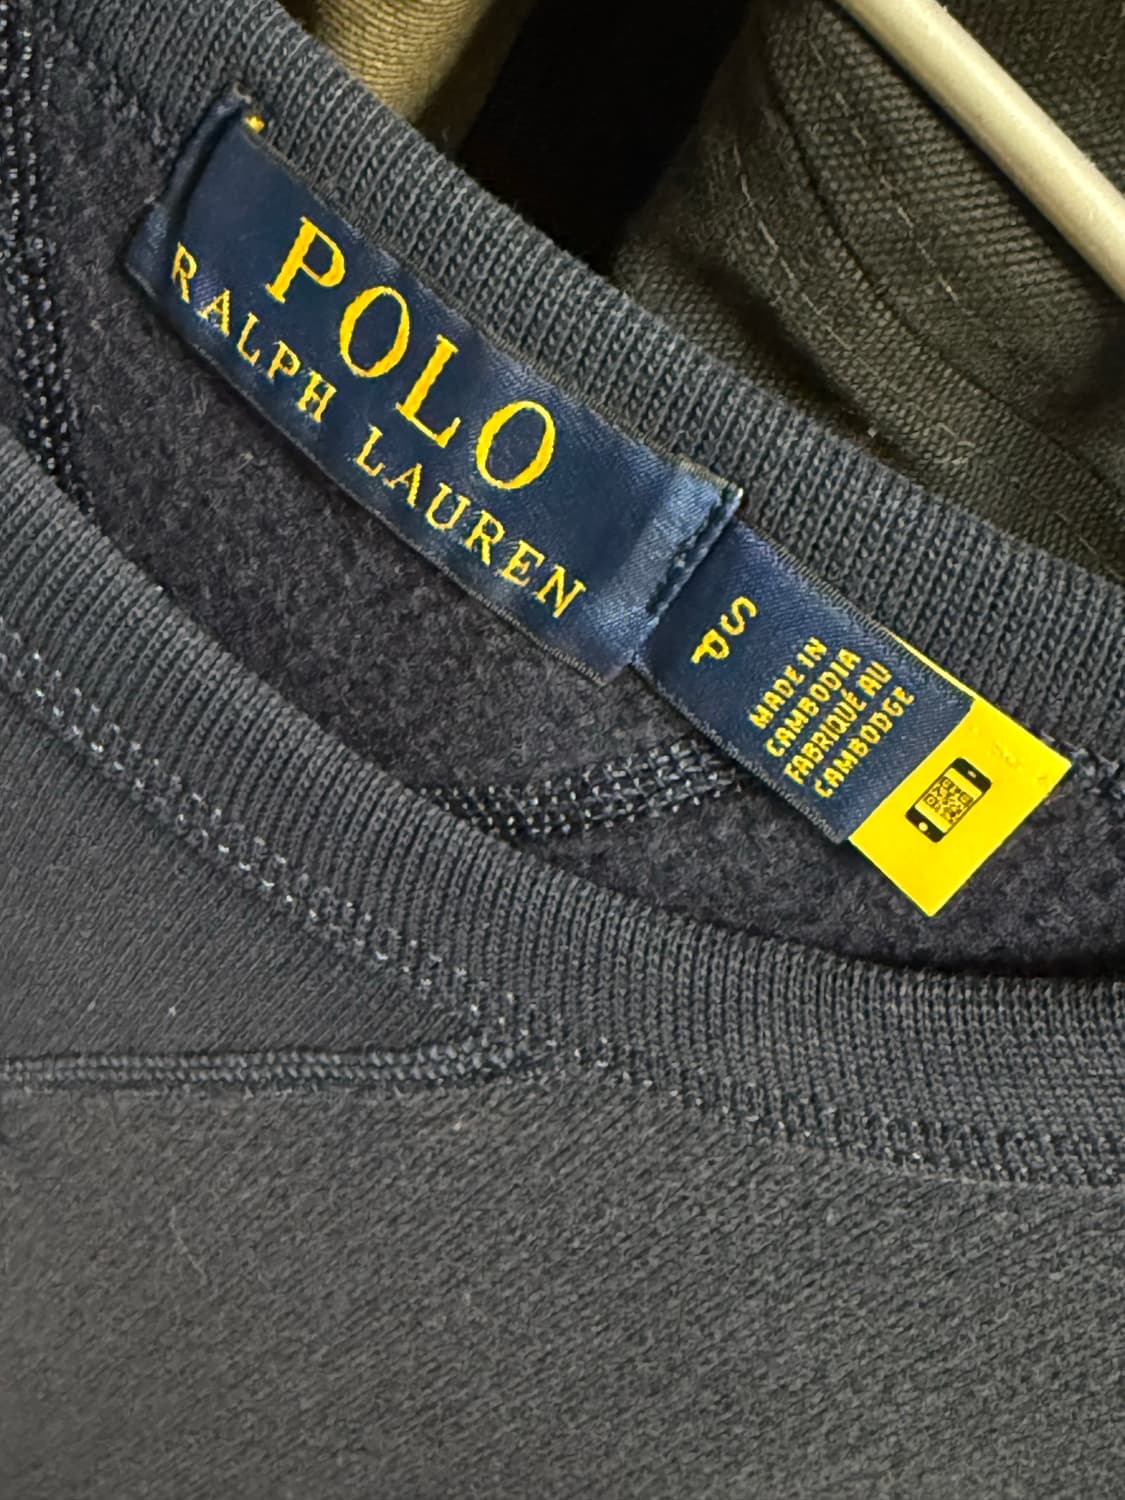 POLO
RALPH LAUREN
S
P
MADE IN
CAMBODIA
FABRIQUÉ AU
CAMBODGE